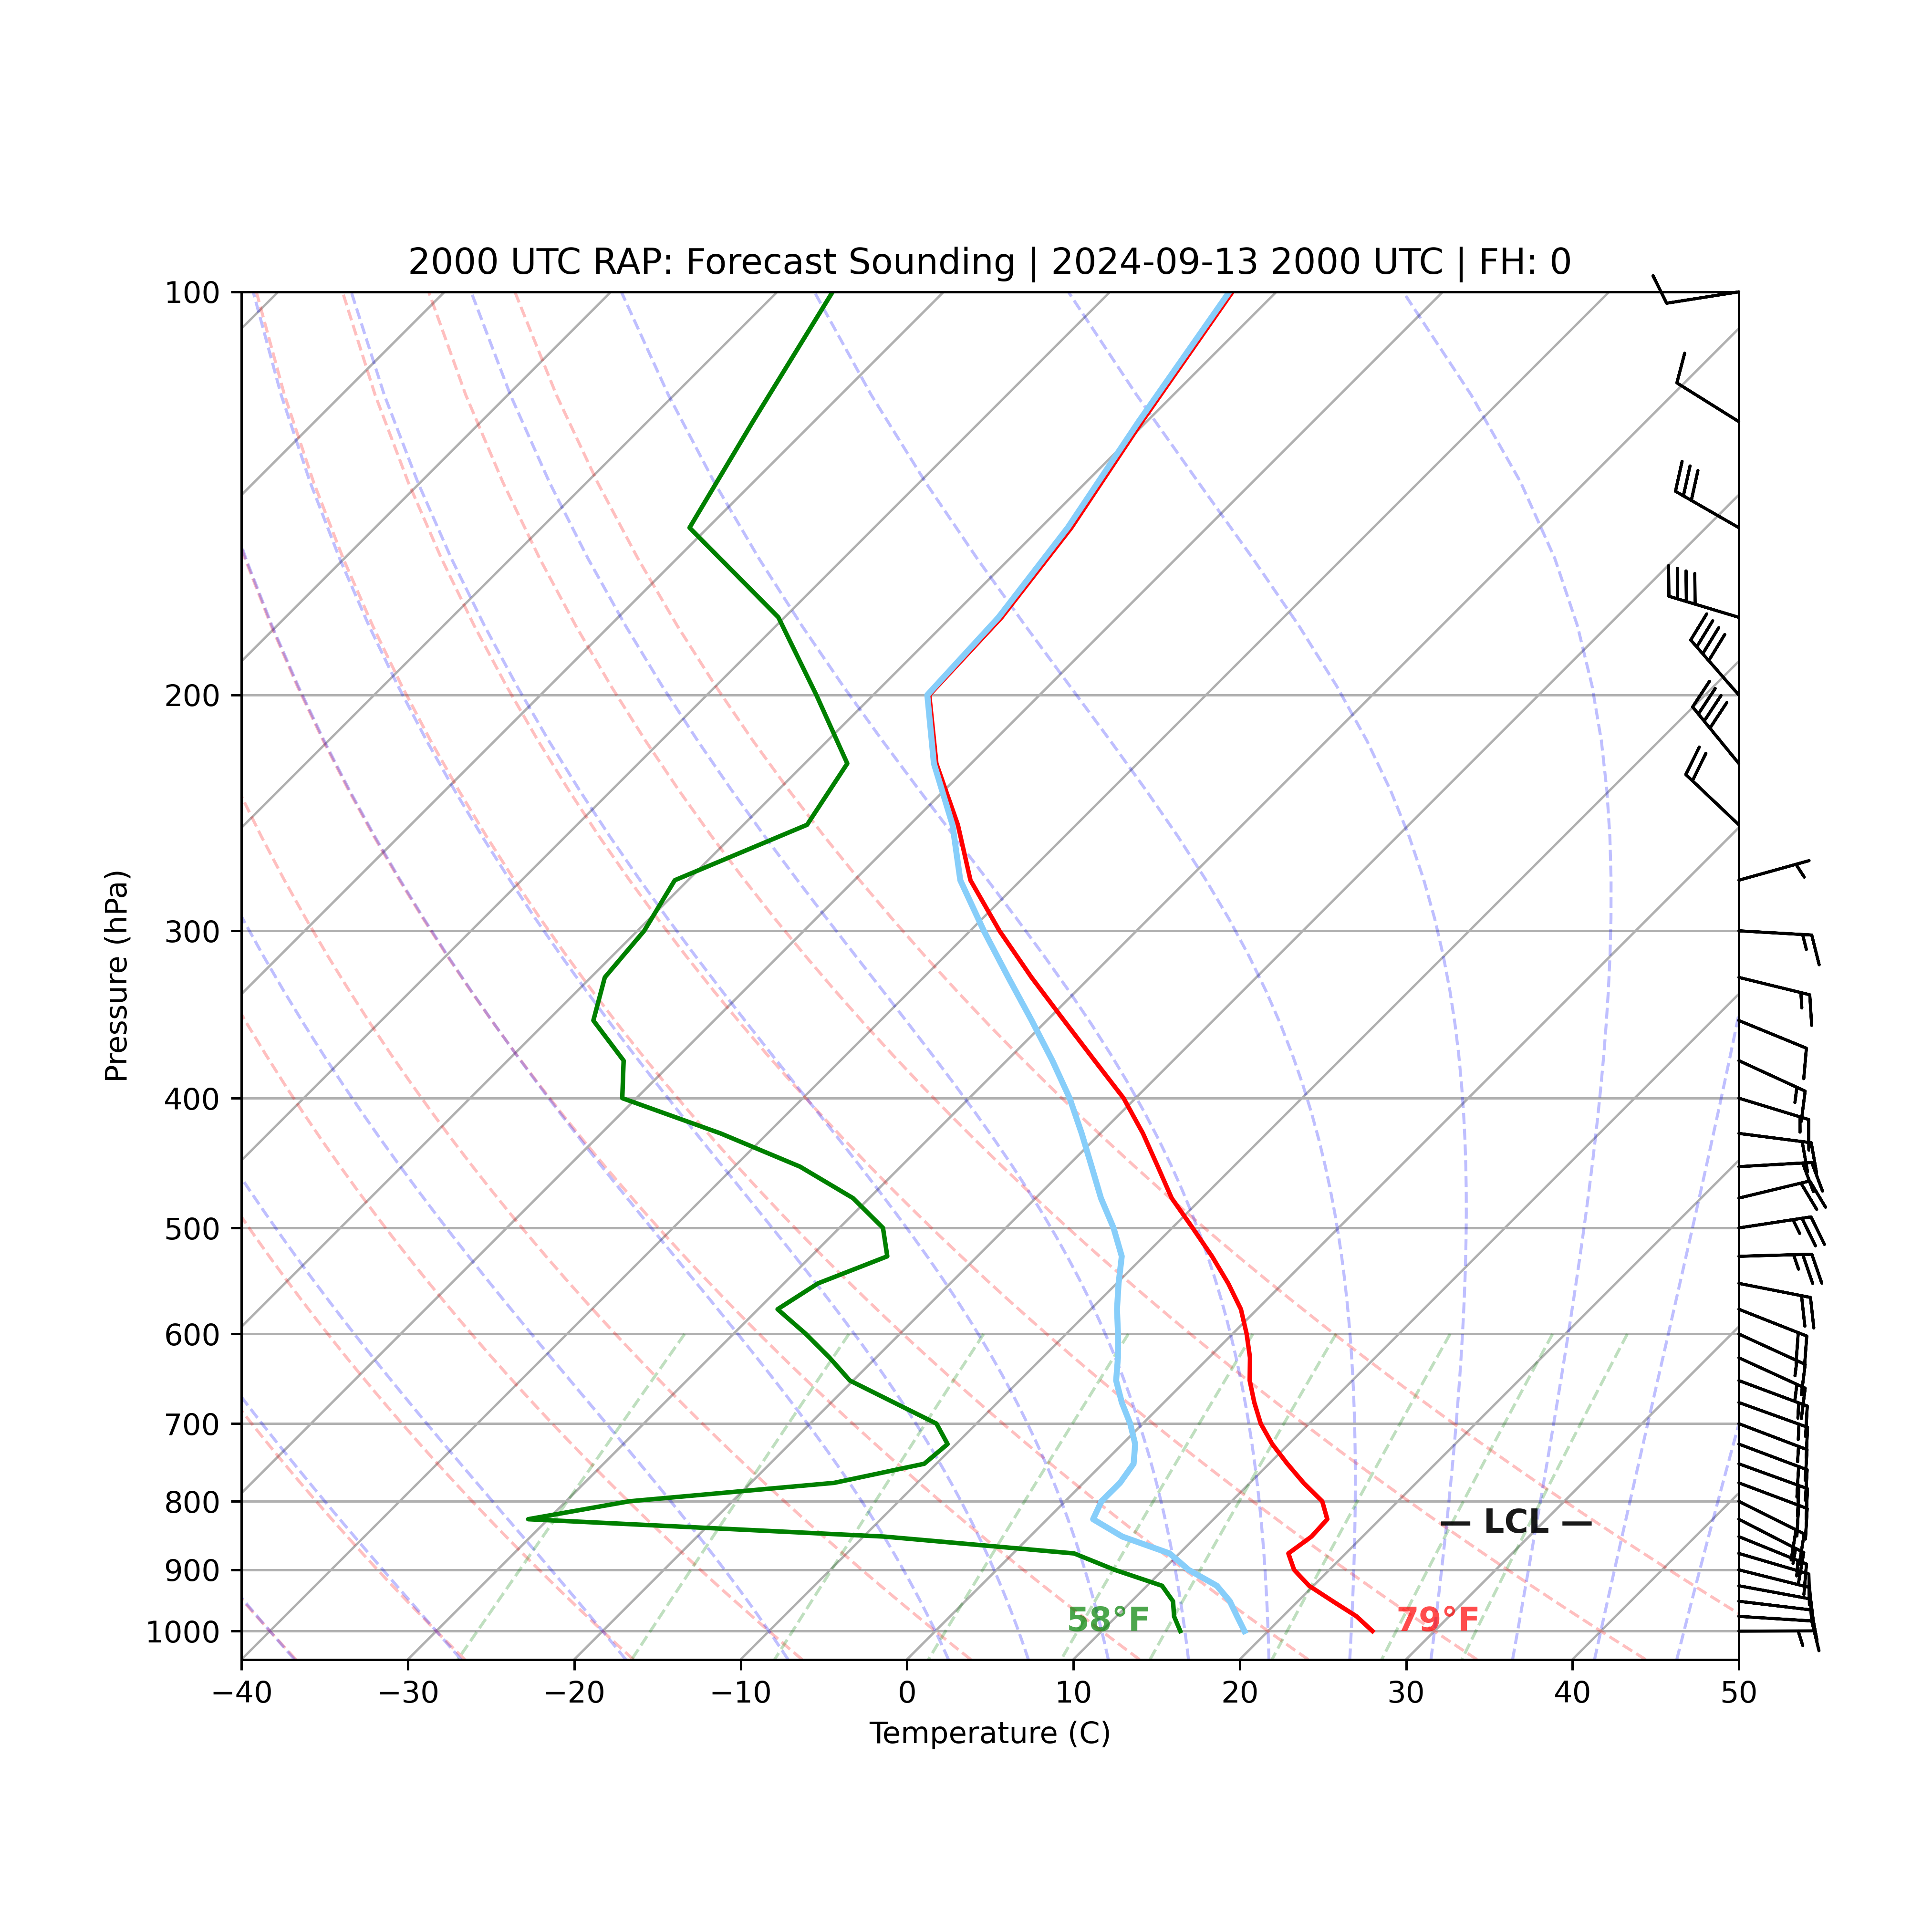 2000 UTC RAP: Forecast Sounding | 2024-09-13 2000 UTC | FH: 0
100
200
300
400
500
600
700
800
900
1000
Pressure (hPa)
— LCL —
58°F
79°F
−40 −30 −20 −10 0 10 20 30 40 50
Temperature (C)